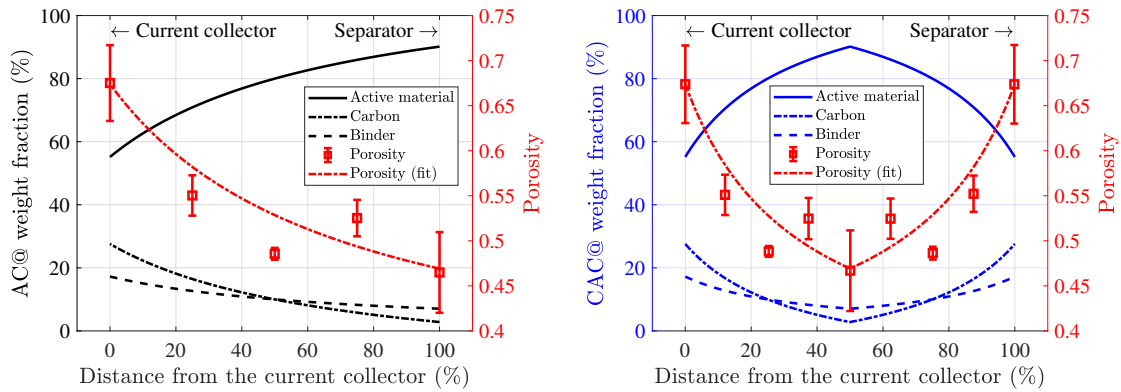 100
80
60
40
20
0
AC@ weight fraction (%)
← Current collector
Separator →
Active material
Carbon
Binder
Porosity
Porosity (fit)
0.75
0.7
0.65
0.6
0.55
0.5
0.45
0.4
Porosity
0 20 40 60 80 100
Distance from the current collector (%)
100
80
60
40
20
0
CAC@ weight fraction (%)
← Current collector
Separator →
Active material
Carbon
Binder
Porosity
Porosity (fit)
0.75
0.7
0.65
0.6
0.55
0.5
0.45
0.4
Porosity
0 20 40 60 80 100
Distance from the current collector (%)